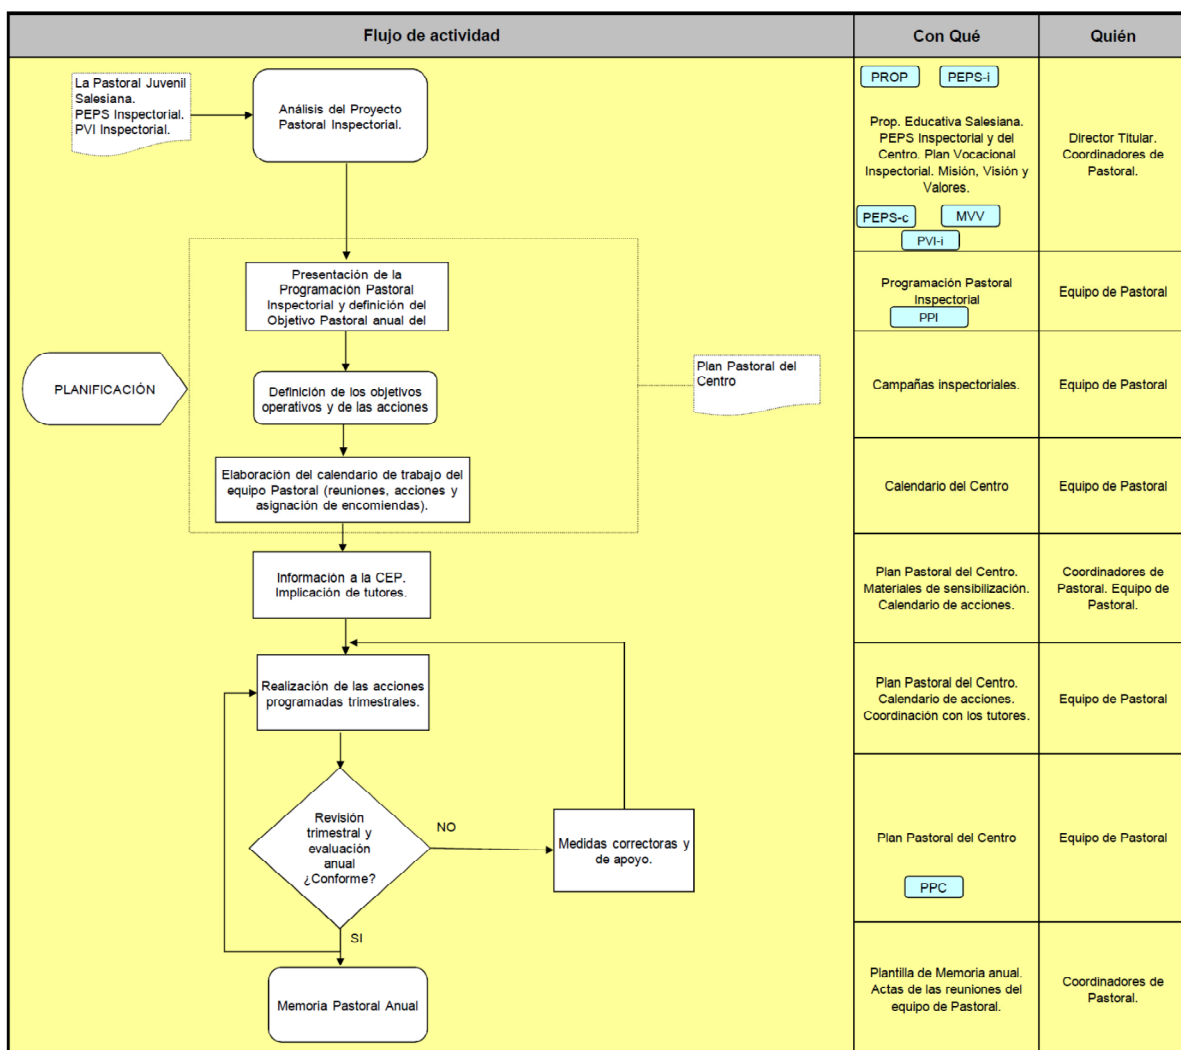 Flujo de actividad
Con Qué
Quién
La Pastoral Juvenil
Salesiana.
PEPS Inspectorial.
PVI Inspectorial.
Análisis del Proyecto
Pastoral Inspectorial.
PROP
PEPS-i
Prop. Educativa Salesiana.
PEPS Inspectorial y del
Centro. Plan Vocacional
Inspectorial. Misión, Visión y
Valores.
PEPS-c
MVV
PVI-i
Director Titular.
Coordinadores de
Pastoral.
Presentación de la
Programación Pastoral
Inspectorial y definición del
Objetivo Pastoral anual del
Programación Pastoral
Inspectorial
PPI
Equipo de Pastoral
PLANIFICACIÓN
Definición de los objetivos
operativos y de las acciones
Plan Pastoral del
Centro
Campañas inspectoriales.
Equipo de Pastoral
Elaboración del calendario de trabajo del
equipo Pastoral (reuniones, acciones y
asignación de encomiendas).
Calendario del Centro
Equipo de Pastoral
Información a la CEP.
Implicación de tutores.
Plan Pastoral del Centro.
Materiales de sensibilización.
Calendario de acciones.
Coordinadores de
Pastoral. Equipo de
Pastoral.
Realización de las acciones
programadas trimestrales.
Plan Pastoral del Centro.
Calendario de acciones.
Coordinación con los tutores.
Equipo de Pastoral
Revisión
trimestral y
evaluación
anual
¿Conforme?
NO
Medidas correctoras y
de apoyo.
Plan Pastoral del Centro
PPC
Equipo de Pastoral
SI
Memoria Pastoral Anual
Plantilla de Memoria anual.
Actas de las reuniones del
equipo de Pastoral.
Coordinadores de
Pastoral.